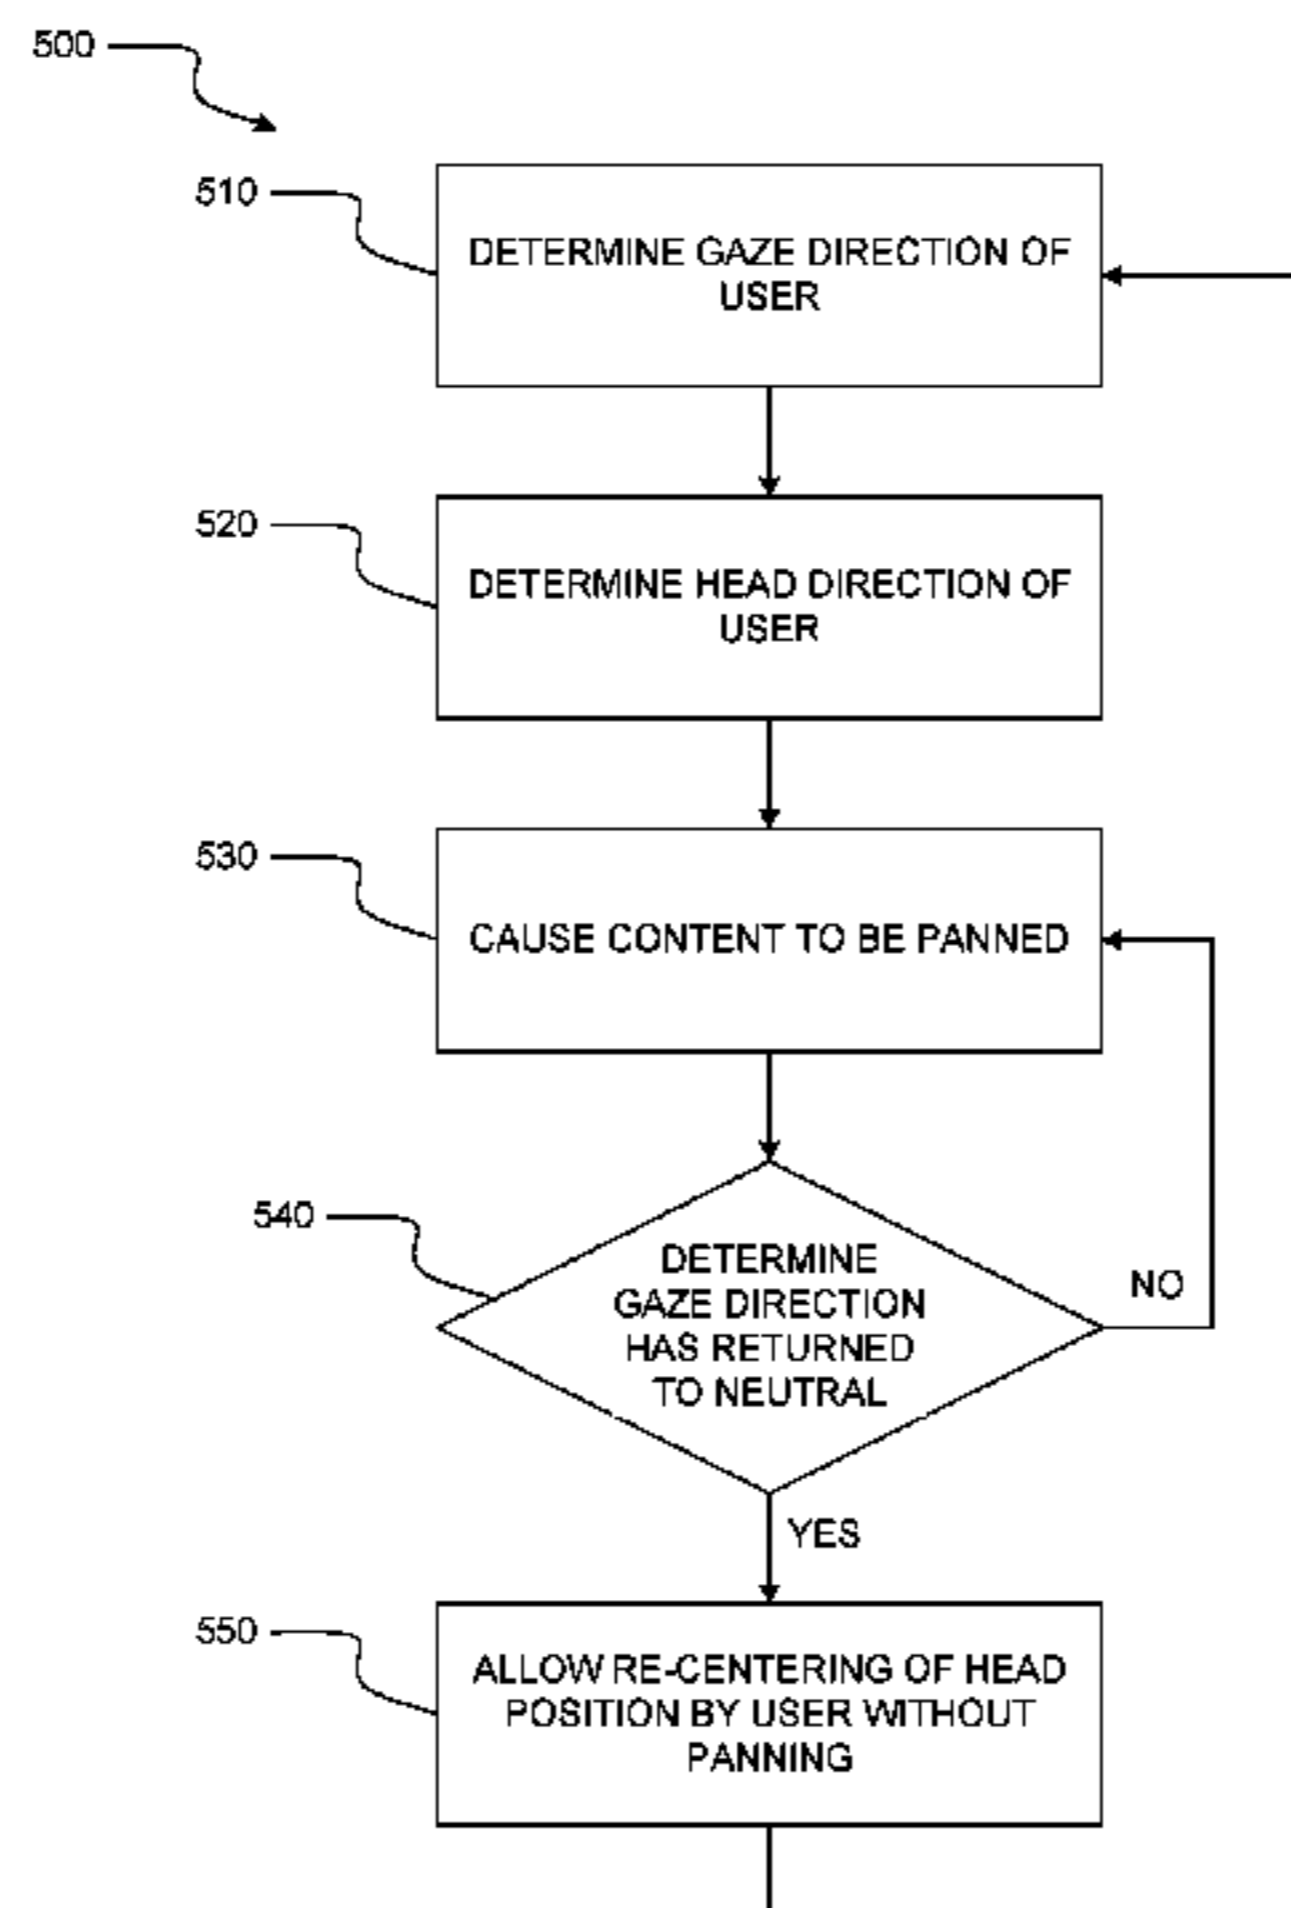 500
510
DETERMINE GAZE DIRECTION OF
USER
520
DETERMINE HEAD DIRECTION OF
USER
530
CAUSE CONTENT TO BE PANNED
540
DETERMINE
GAZE DIRECTION
HAS RETURNED
TO NEUTRAL
NO
YES
550
ALLOW RE-CENTERING OF HEAD
POSITION BY USER WITHOUT
PANNING